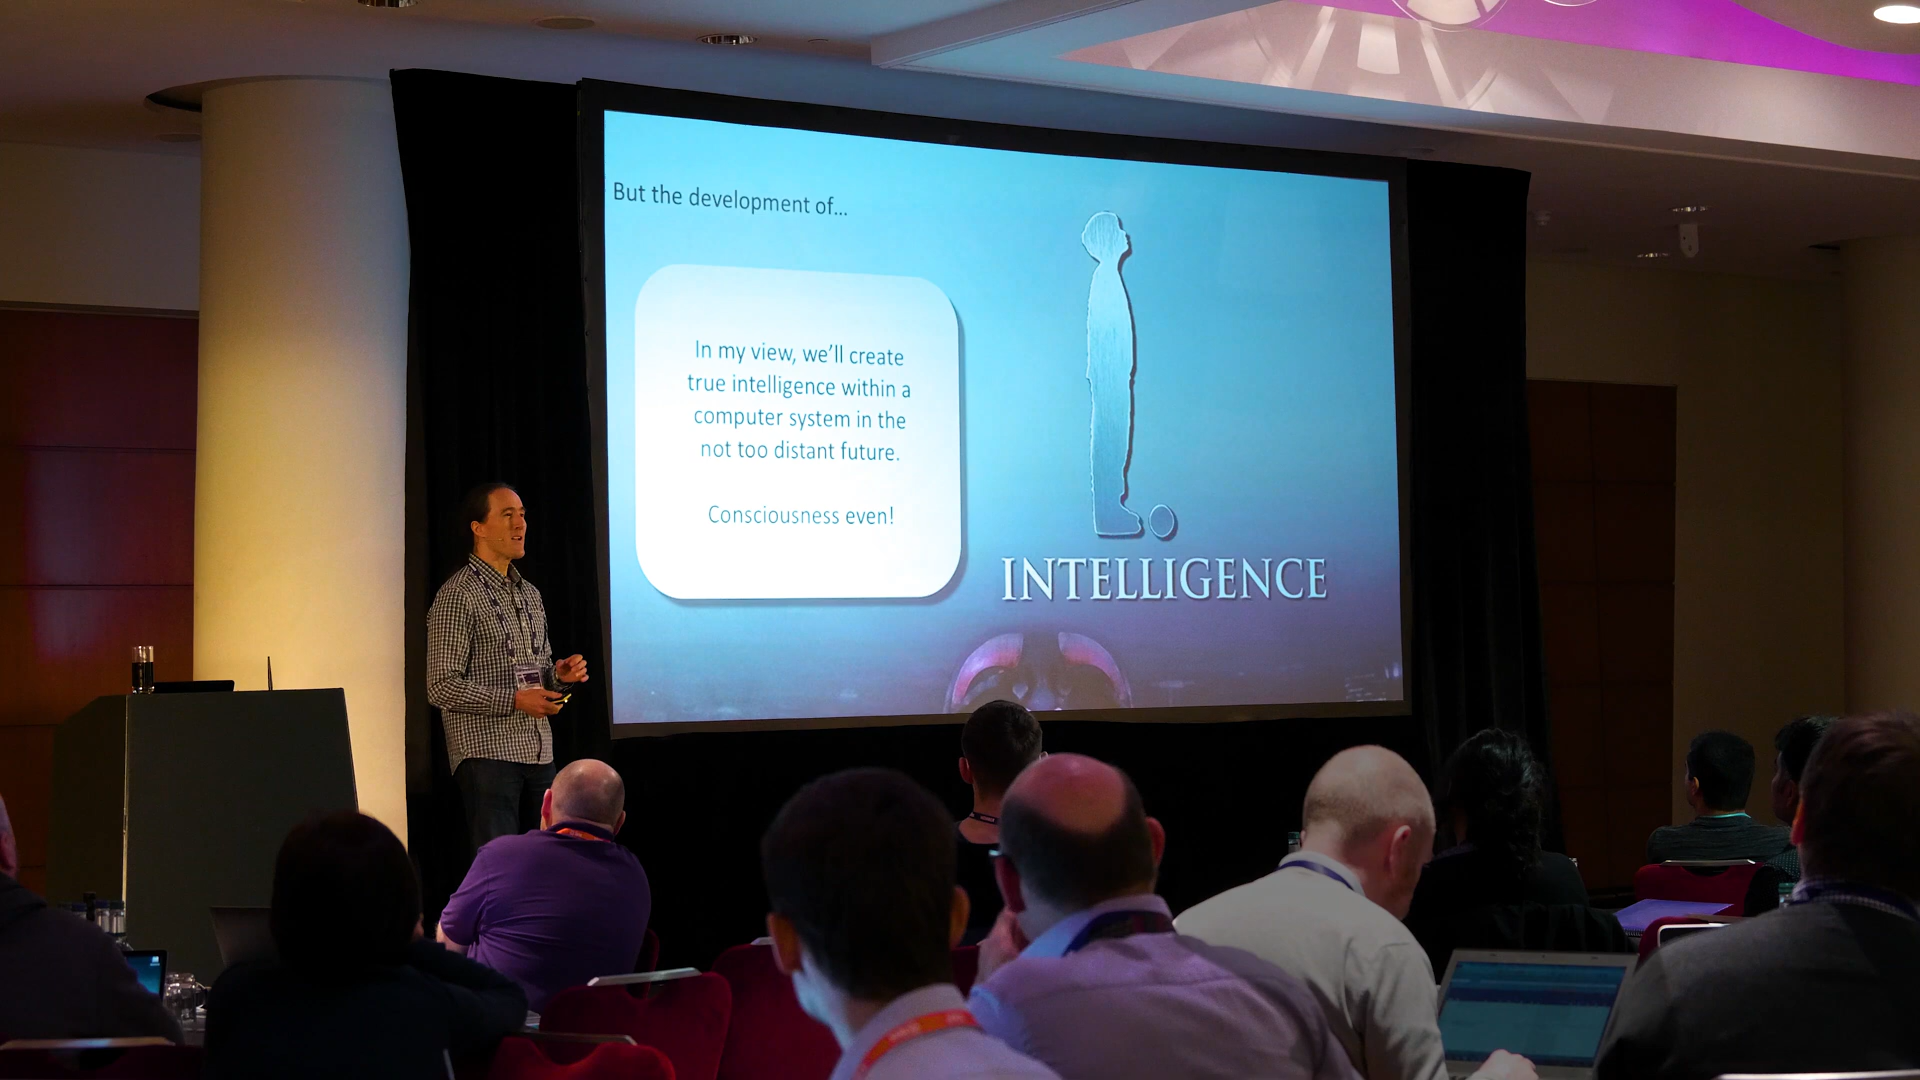 But the development of...
In my view, we'll create
true intelligence within a
computer system in the
not too distant future.
Consciousness even!
INTELLIGENCE